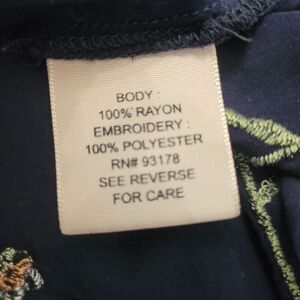 BODY :
100% RAYON
EMBROIDERY :
100% POLYESTER
RN# 93178
SEE REVERSE
FOR CARE